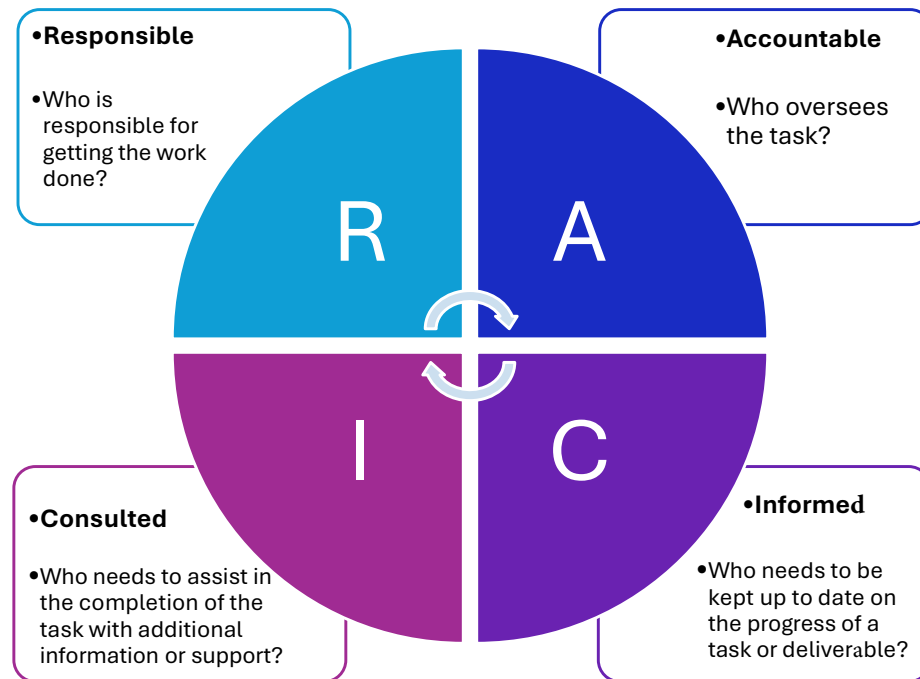 •Responsible
•Who is
responsible for
getting the work
done?
R
•Accountable
•Who oversees
the task?
A
I
•Consulted
•Who needs to assist in
the completion of the
task with additional
information or support?
C
•Informed
•Who needs to be
kept up to date on
the progress of a
task or deliverable?